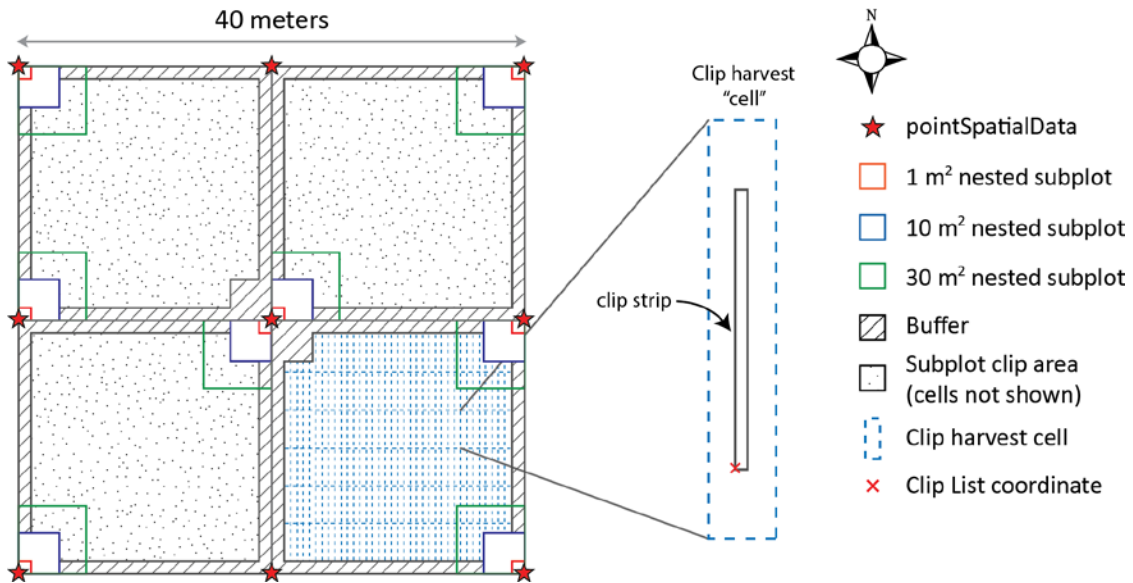 40 meters
N
Clip harvest
"cell"
clip strip
pointSpatialData
1 m² nested subplot
10 m² nested subplot
30 m² nested subplot
Buffer
Subplot clip area
(cells not shown)
Clip harvest cell
Clip List coordinate